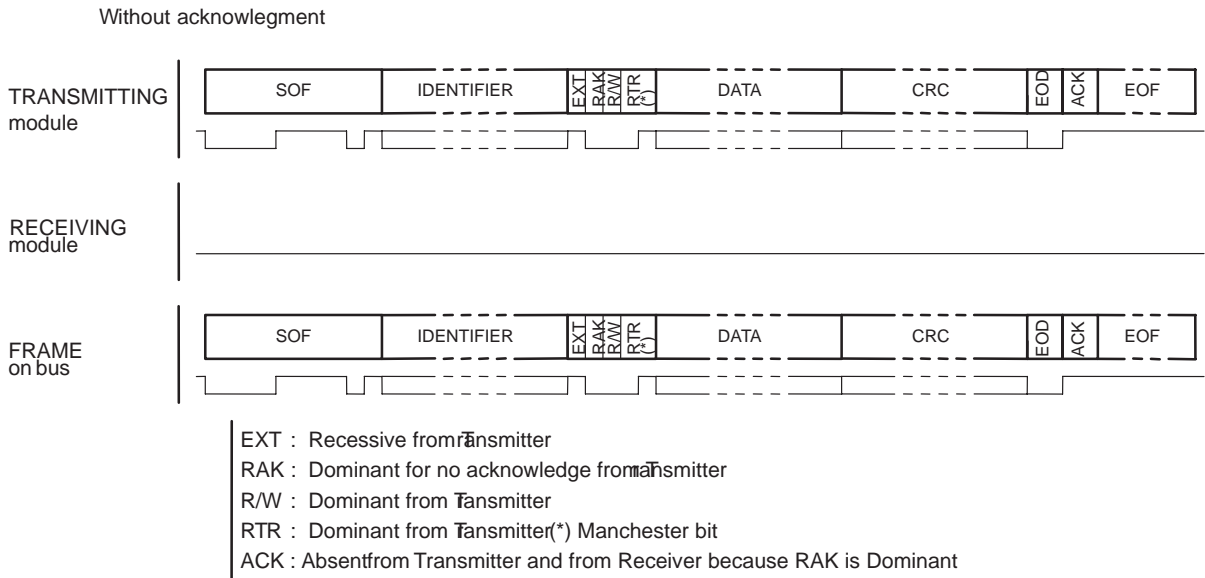 Without acknowlegment
TRANSMITTING
module
SOF IDENTIFIER EXT RAK R/W RTR (*) DATA CRC EOD ACK EOF
RECEIVING
module
FRAME
on bus
SOF IDENTIFIER EXT RAK R/W RTR (*) DATA CRC EOD ACK EOF
EXT : Recessive from Transmitter
RAK : Dominant for no acknowledge from Transmitter
R/W : Dominant from Transmitter
RTR : Dominant from Transmitter(*) Manchester bit
ACK : Absentfrom Transmitter and from Receiver because RAK is Dominant